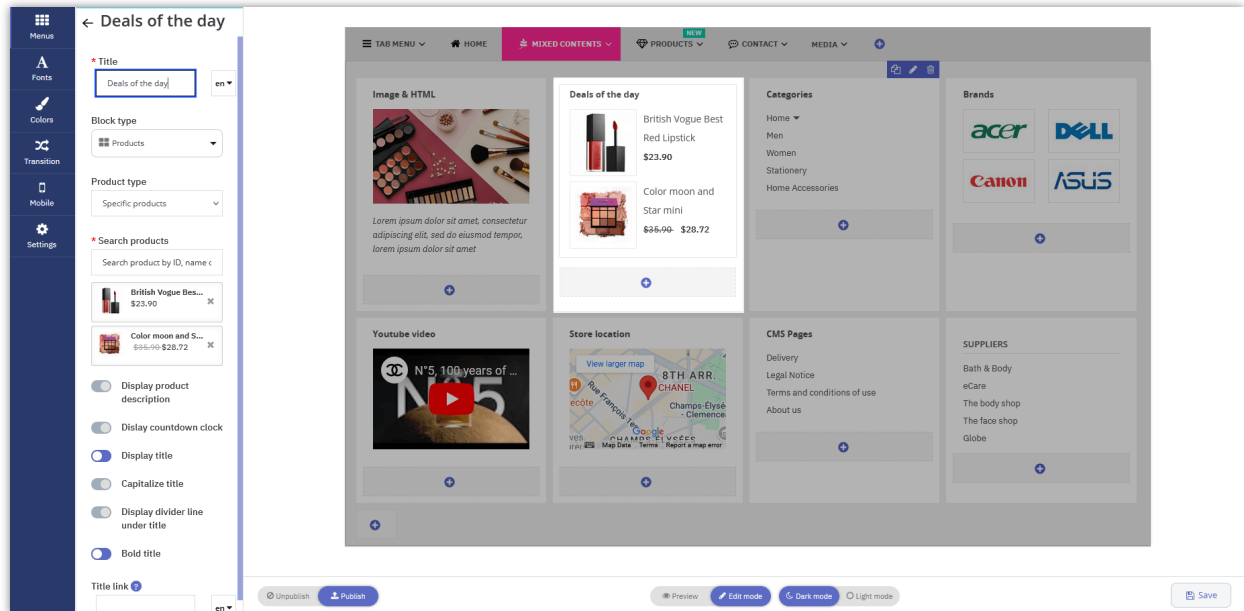 Menus
Fonts
Colors
Transition
Mobile
Settings
← Deals of the day
* Title
Deals of the day
en
Block type
Products
Product type
Specific products
* Search products
Search product by ID, name c
British Vogue Bes...
$23.90
Color moon and S...
$35.90 $28.72
Display product
description
Dislay countdown clock
Display title
Capitalize title
Display divider line
under title
Bold title
Title link ?
en
TAB MENU
HOME
MIXED CONTENTS
NEW
PRODUCTS
CONTACT
MEDIA
Image & HTML
Lorem ipsum dolor sit amet, consectetur
adipiscing elit, sed do eiusmod tempor,
lorem ipsum dolor sit amet
Deals of the day
British Vogue Best
Red Lipstick
$23.90
Color moon and
Star mini
$35.90 $28.72
Categories
Home
Men
Women
Stationery
Home Accessories
Brands
acer
DELL
Canon
ASUS
Youtube video
N°5, 100 years of ...
N°5
Store location
View larger map
8TH ARR.
CHANEL
Rue François
ecôte
Champs-Élysé
- Clemence
Google
CHAMPS ÉLYSÉES
Map Data
Terms
Report a map error
CMS Pages
Delivery
Legal Notice
Terms and conditions of use
About us
SUPPLIERS
Bath & Body
eCare
The body shop
The face shop
Globe
Unpublish
Publish
Preview
Edit mode
Dark mode
Light mode
Save